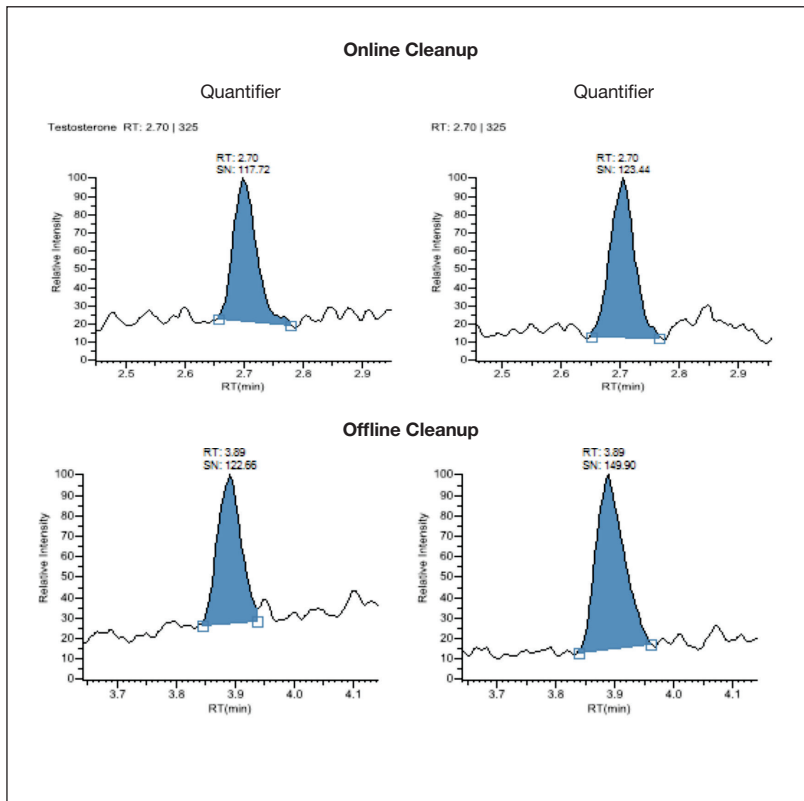 Online Cleanup
Quantifier
Quantifier
Testosterone RT: 2.70 | 325
RT: 2.70 | 325
RT: 2.70
SN: 117.72
RT: 2.70
SN: 123.44
100
90
80
70
60
50
40
30
20
10
0
Relative Intensity
2.5
2.6
2.7
2.8
2.9
RT(min)
100
90
80
70
60
50
40
30
20
10
0
Relative Intensity
2.5
2.6
2.7
2.8
2.9
RT(min)
Offline Cleanup
RT: 3.89
SN: 122.66
RT: 3.89
SN: 149.90
100
90
80
70
60
50
40
30
20
10
0
Relative Intensity
3.7
3.8
3.9
4.0
4.1
RT(min)
100
90
80
70
60
50
40
30
20
10
0
Relative Intensity
3.7
3.8
3.9
4.0
4.1
RT(min)